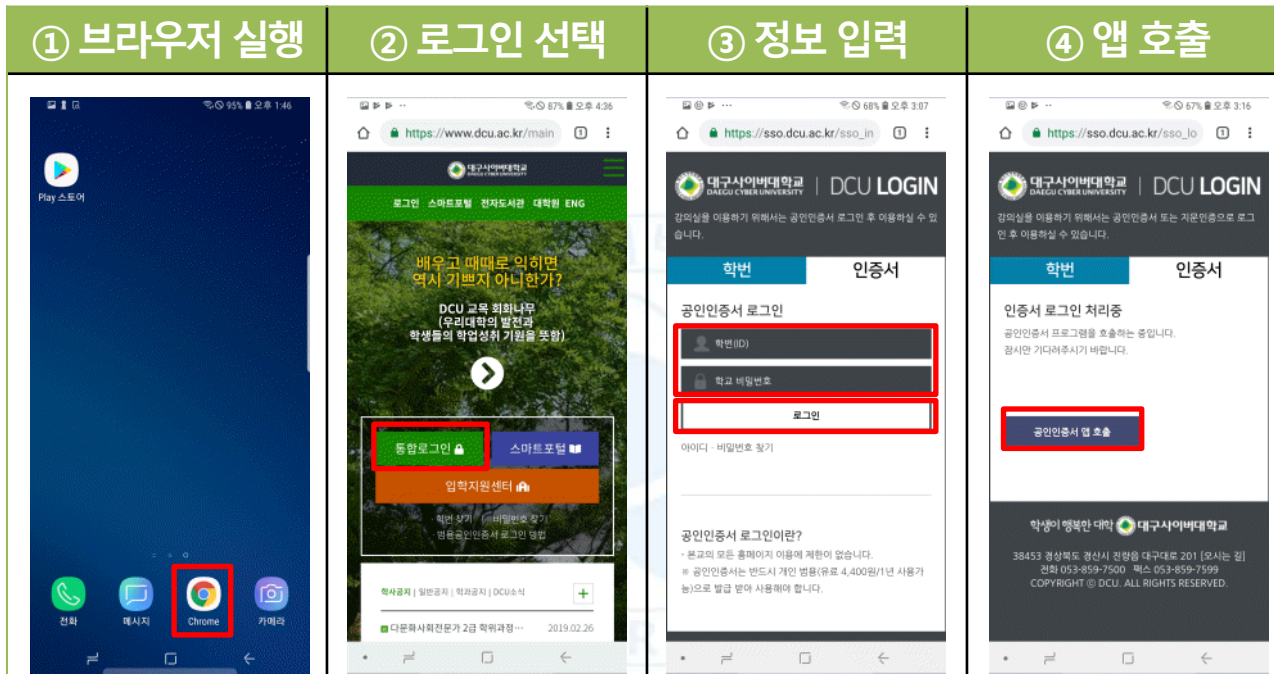 ① 브라우저 실행
② 로그인 선택
③ 정보 입력
④ 앱 호출
95% 오후 1:46
Play 스토어
전화
메시지
Chrome
카메라
87% 오후 4:36
https://www.dcu.ac.kr/main
1
대구사이버대학교
DAEGU CYBER UNIVERSITY
로그인 스마트포털 전자도서관 대학원 ENG
배우고 때때로 익히면
역시 기쁘지 아니한가?
DCU 교목 회화나무
(우리대학의 발전과
학생들의 학업성취 기원을 뜻함)
통합로그인
스마트포털
입학지원센터
학번 찾기 | 비밀번호 찾기
범용공인인증서 로그인 방법
학사공지 | 일반공지 | 학과공지 | DCU소식
다문화사회전문가 2급 학위과정… 2019.02.26
68% 오후 3:07
https://sso.dcu.ac.kr/sso_in
1
대구사이버대학교
DAEGU CYBER UNIVERSITY
DCU LOGIN
강의실을 이용하기 위해서는 공인인증서 로그인 후 이용하실 수 있
습니다.
학번
인증서
공인인증서 로그인
학번(ID)
학교 비밀번호
로그인
아이디 · 비밀번호 찾기
공인인증서 로그인이란?
- 본교의 모든 홈페이지 이용에 제한이 없습니다.
※ 공인인증서는 반드시 개인 범용(유료 4,400원/1년 사용가
능)으로 발급 받아 사용해야 합니다.
67% 오후 3:16
https://sso.dcu.ac.kr/sso_lo
1
대구사이버대학교
DAEGU CYBER UNIVERSITY
DCU LOGIN
강의실을 이용하기 위해서는 공인인증서 또는 지문인증으로 로그
인 후 이용하실 수 있습니다.
학번
인증서
인증서 로그인 처리중
공인인증서 프로그램을 호출하는 중입니다.
잠시만 기다려주시기 바랍니다.
공인인증서 앱 호출
학생이 행복한 대학 대구사이버대학교
38453 경상북도 경산시 진량읍 대구대로 201 [오시는 길]
전화 053-859-7500 팩스 053-859-7599
COPYRIGHT ⓒ DCU. ALL RIGHTS RESERVED.